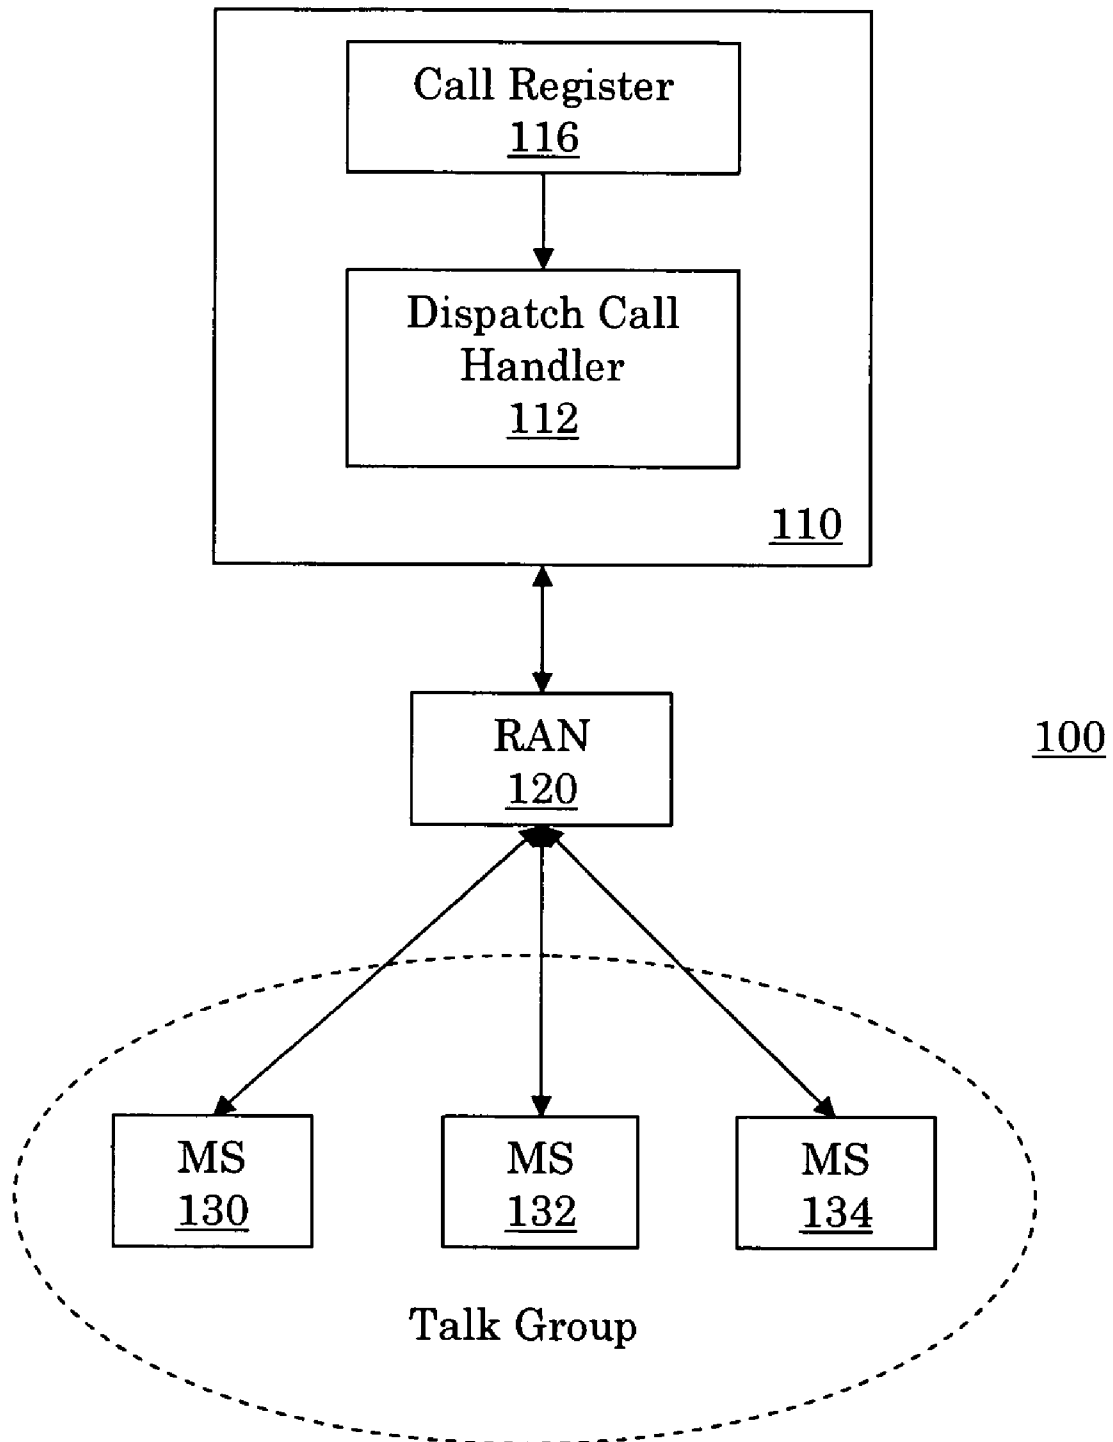 Call Register
116
Dispatch Call
Handler
112
110
RAN
120
100
MS
130
MS
132
MS
134
Talk Group